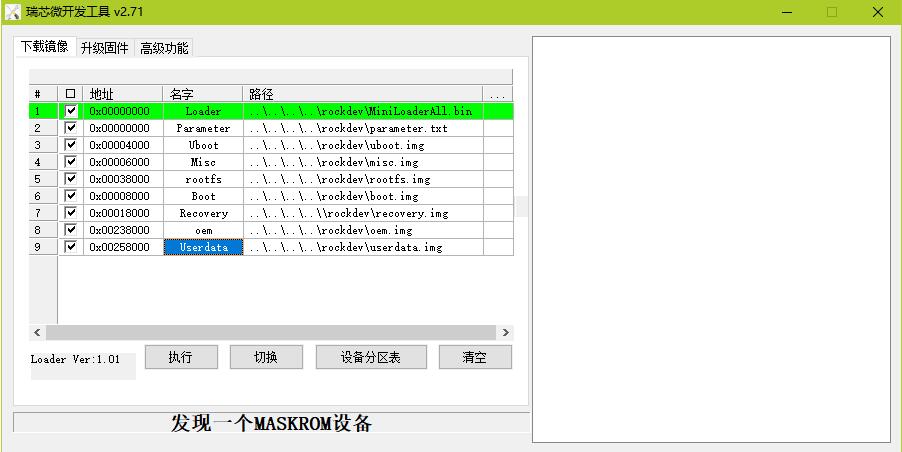 瑞芯微开发工具 v2.71
下载镜像 升级固件 高级功能
# 地址 名字 路径 ...
1 0x00000000 Loader ..\..\..\..\rockdev\MiniLoaderAll.bin
2 0x00000000 Parameter ..\..\..\..\rockdev\parameter.txt
3 0x00004000 Uboot ..\..\..\..\rockdev\uboot.img
4 0x00006000 Misc ..\..\..\..\rockdev\misc.img
5 0x00038000 rootfs ..\..\..\..\rockdev\rootfs.img
6 0x00008000 Boot ..\..\..\..\rockdev\boot.img
7 0x00018000 Recovery ..\..\..\..\\rockdev\recovery.img
8 0x00238000 oem ..\..\..\..\rockdev\oem.img
9 0x00258000 Userdata ..\..\..\..\rockdev\userdata.img
Loader Ver:1.01 执行 切换 设备分区表 清空
发现一个MASKROM设备